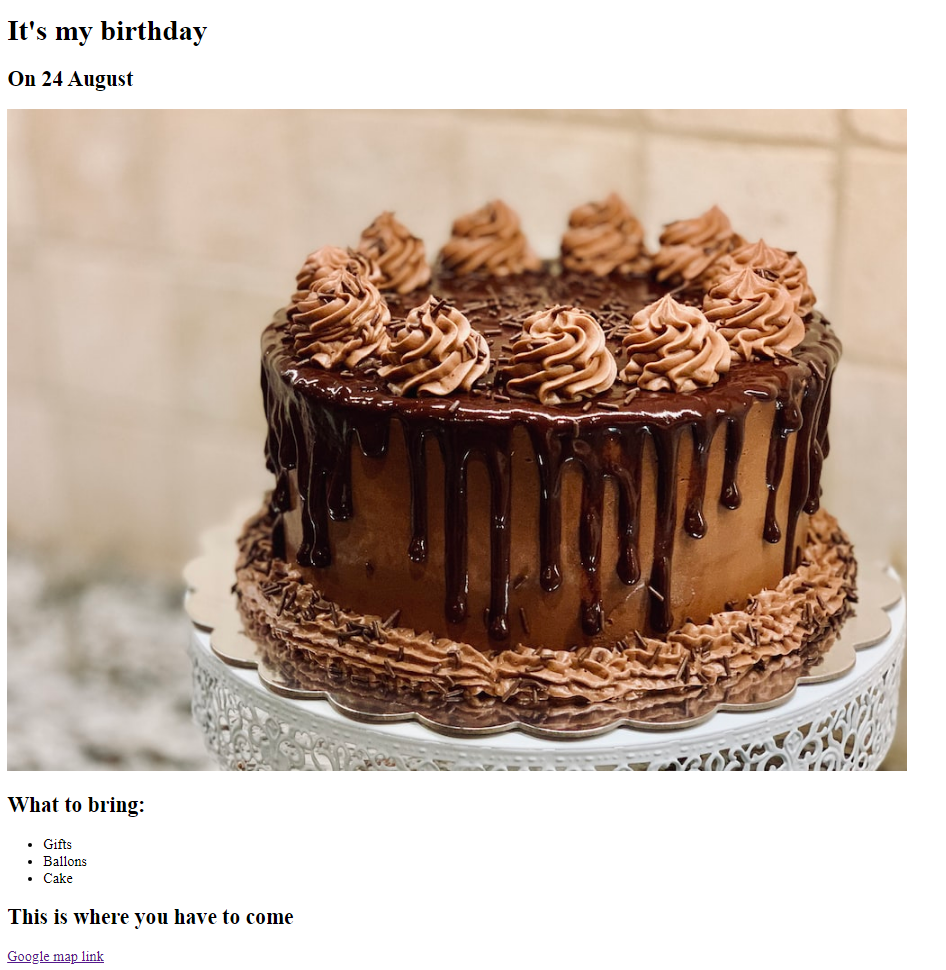 It's my birthday
On 24 August
What to bring:
Gifts
Ballons
Cake
This is where you have to come
Google map link